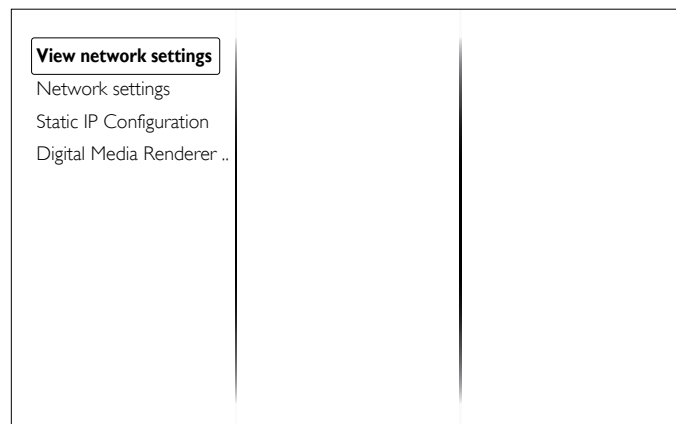 View network settings
Network settings
Static IP Configuration
Digital Media Renderer ..